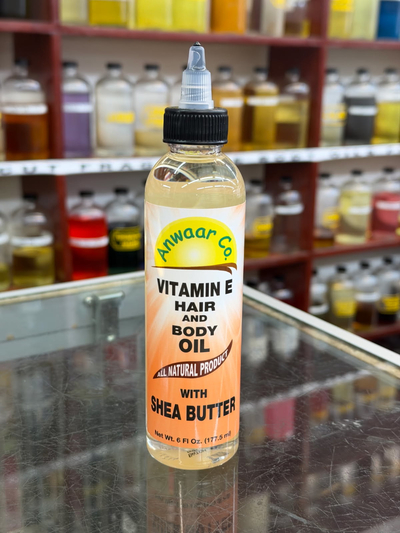 Anwaar Co.
VITAMIN E
HAIR
AND
BODY
OIL
ALL NATURAL PRODUCT
WITH
SHEA BUTTER
Net Wt. 6 Fl Oz. (177.5 ml)